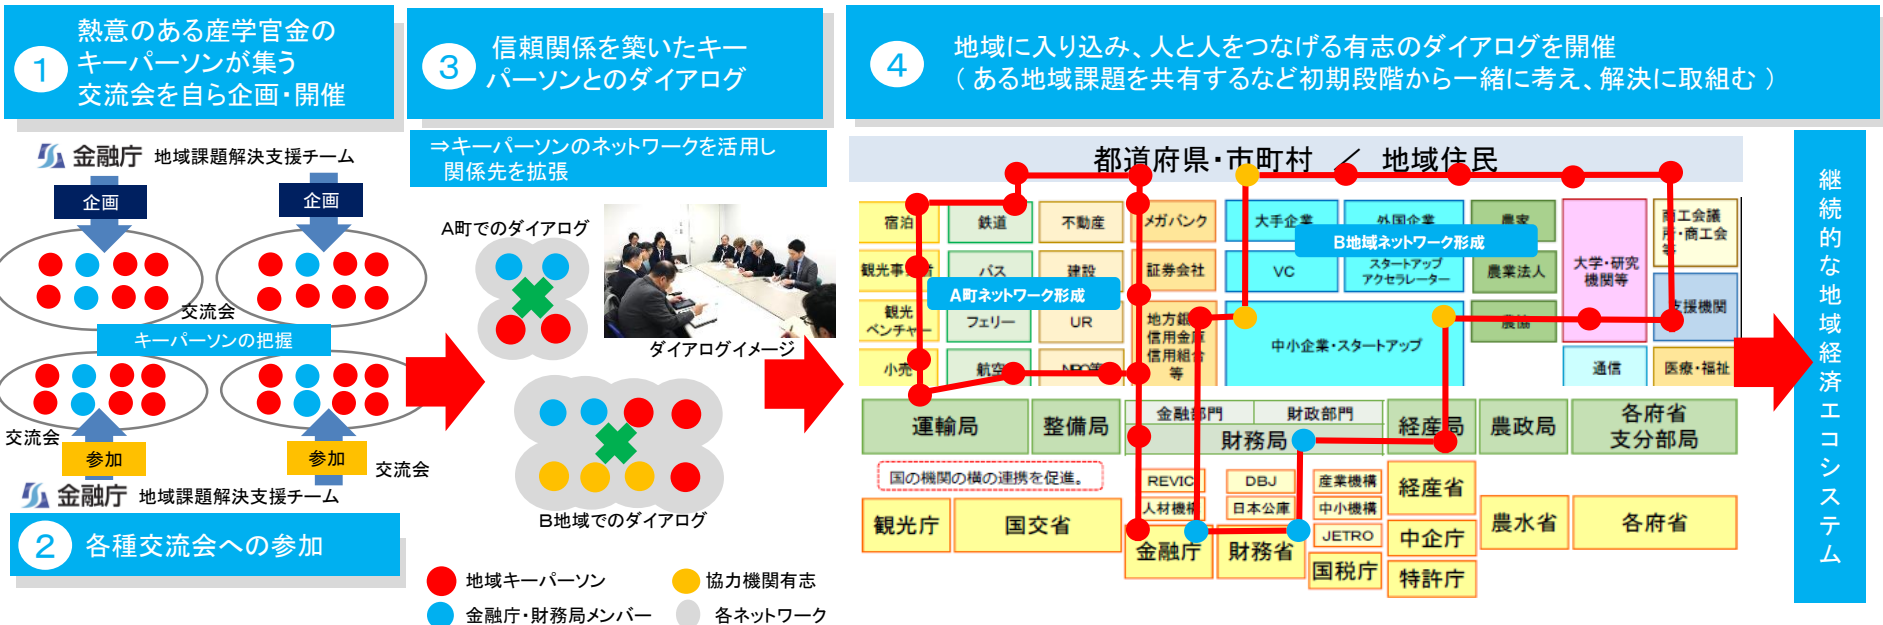 1
熱意のある産学官金の
キーパーソンが集う
交流会を自ら企画・開催
金融庁 地域課題解決支援チーム
企画
企画
交流会
キーパーソンの把握
交流会
参加
参加
交流会
金融庁 地域課題解決支援チーム
2
各種交流会への参加
3
信頼関係を築いたキー
パーソンとのダイアログ
⇒キーパーソンのネットワークを活用し
関係先を拡張
A町でのダイアログ
ダイアログイメージ
B地域でのダイアログ
地域キーパーソン
協力機関有志
金融庁・財務局メンバー
各ネットワーク
4
地域に入り込み、人と人をつなげる有志のダイアログを開催
（ ある地域課題を共有するなど初期段階から一緒に考え、解決に取組む ）
都道府県・市町村 ／ 地域住民
宿泊
鉄道
不動産
メガバンク
大手企業
外国企業
農家
大学・研究
機関等
商工会議
所・商工会
等
B地域ネットワーク形成
バス
建設
証券会社
VC
スタートアップ
アクセラレーター
農業法人
A町ネットワーク形成
観光
ベンチャー
フェリー
UR
地方銀
信用金庫
信用組合
等
中小企業・スタートアップ
農協
支援機関
小売
航空
通信
医療・福祉
運輸局
整備局
金融部門
財政部門
財務局
経産局
農政局
各府省
支分部局
国の機関の横の連携を促進。
REVIC
DBJ
産業機構
人材機構
日本公庫
中小機構
JETRO
経産省
観光庁
国交省
金融庁
財務省
国税庁
中企庁
特許庁
農水省
各府省
継続的な地域経済エコシステム